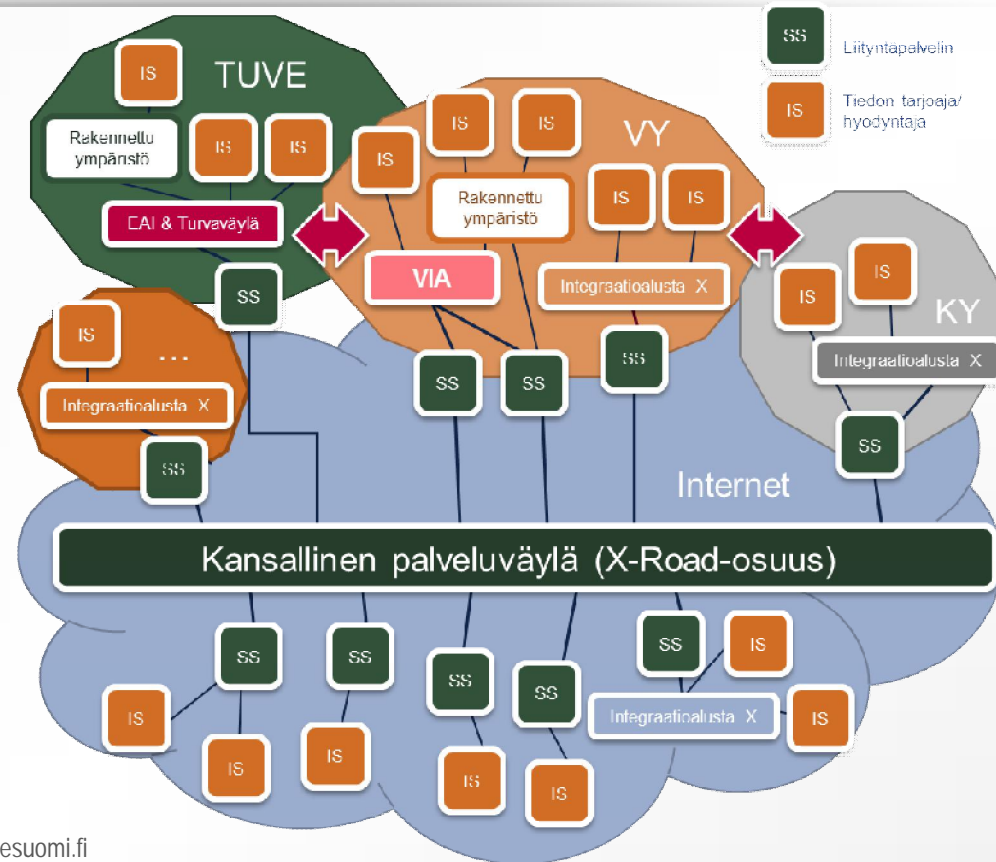 SS
Liityntäpalvelin
IS
Tiedon tarjoaja/
hyödyntäjä
TUVE
IS
Rakennettu
ympäristö
IS
IS
EAI & Turvaväylä
SS
VY
IS
IS
IS
Rakennettu
ympäristö
IS
IS
VIA
Integraatioalusta X
SS
SS
SS
KY
IS
IS
Integraatioalusta X
SS
IS
...
Integraatioalusta X
SS
Internet
Kansallinen palveluväylä (X-Road-osuus)
SS
IS
IS
SS
IS
SS
IS
SS
IS
SS
IS
Integraatioalusta X
IS
esuomi.fi